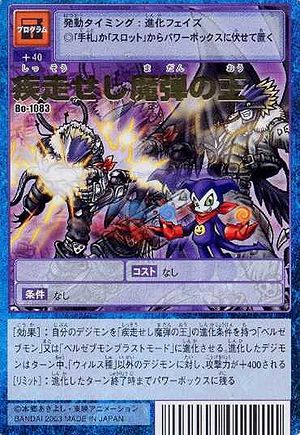 プログラム
+40
発動タイミング：進化フェイズ
◎「手札」か「スロット」からパワーボックスに伏せて置く
しっそう ま だん おう
疾走せし魔弾の王
Bo-1083
コスト なし
条件 なし
[効果]：自分のデジモンを「疾走せし魔弾の王」の進化条件を持つ「ベル
ゼブモン」又は「ベルゼブモンブラストモード」に進化させる。進化したデジモ
ンはターン中、「ウィルス種」以外のデジモンに対し、攻撃力が+400される
[リミット]：進化したターン終了時までパワーボックスに残る
©本郷あきよし・東映アニメーション
BANDAI 2003 MADE IN JAPAN